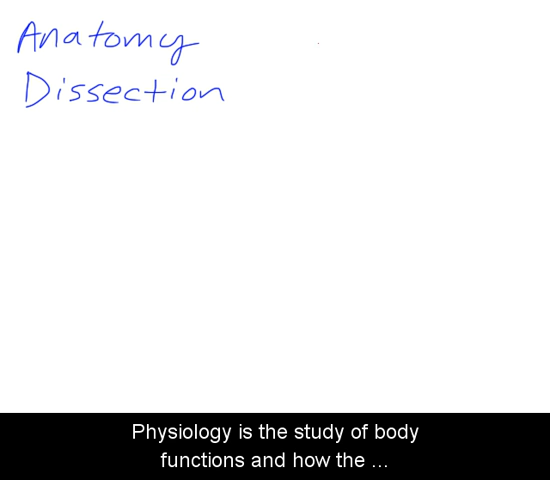 Anatomy
Dissection
Physiology is the study of body
functions and how the ...